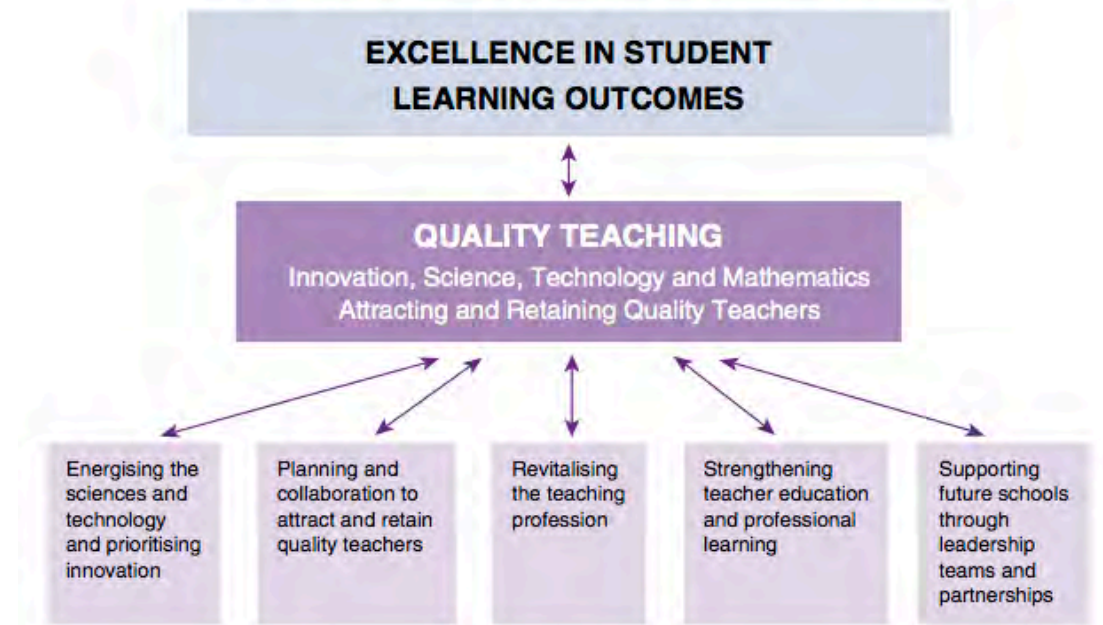 EXCELLENCE IN STUDENT
LEARNING OUTCOMES
QUALITY TEACHING
Innovation, Science, Technology and Mathematics
Attracting and Retaining Quality Teachers
Energising the
sciences and
technology
and prioritising
innovation
Planning and
collaboration to
attract and retain
quality teachers
Revitalising
the teaching
profession
Strengthening
teacher education
and professional
learning
Supporting
future schools
through
leadership
teams and
partnerships